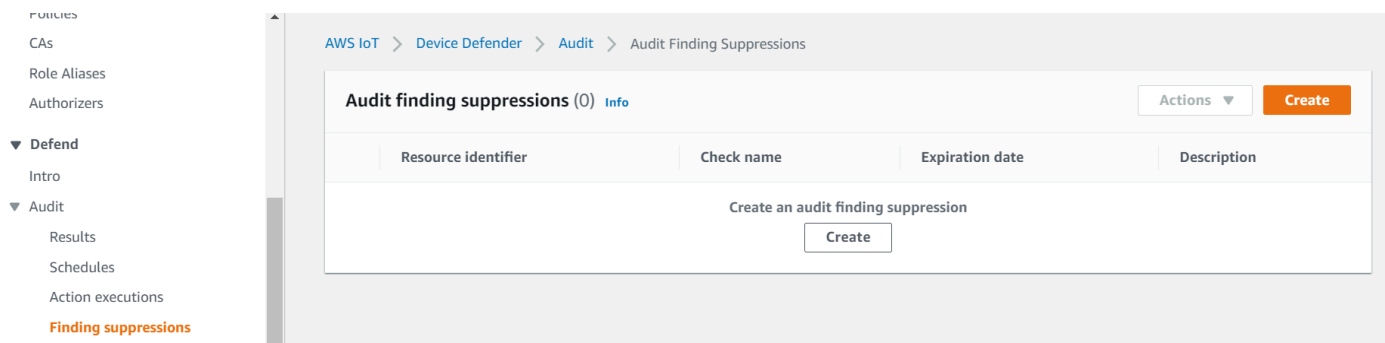 Policies
CAs
Role Aliases
Authorizers
Defend
Intro
Audit
Results
Schedules
Action executions
Finding suppressions
AWS IoT > Device Defender > Audit > Audit Finding Suppressions
Audit finding suppressions (0) Info
Actions Create
Resource identifier Check name Expiration date Description
Create an audit finding suppression
Create